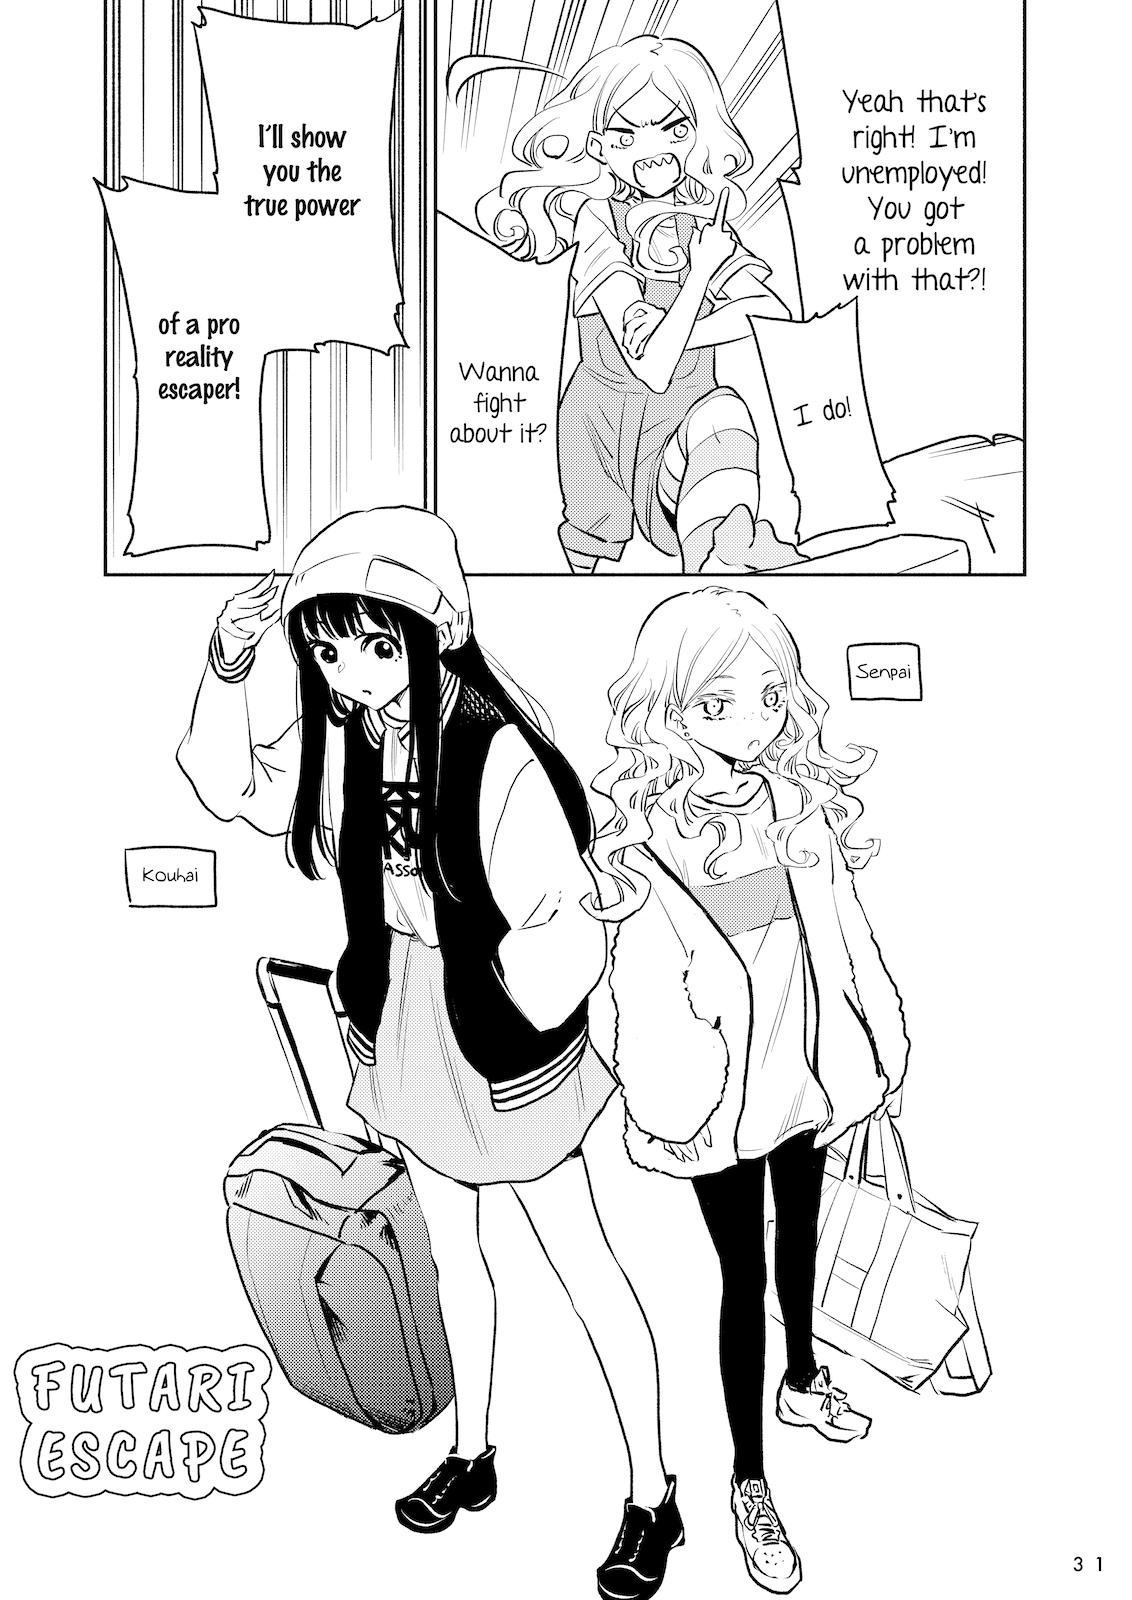 Yeah that's
right! I'm
unemployed!
You got
a problem
with that?!
I do!
Wanna
fight
about it?
I'll show
you the
true power
of a pro
reality
escaper!
Senpai
Kouhai
FUTARI
ESCAPE
31